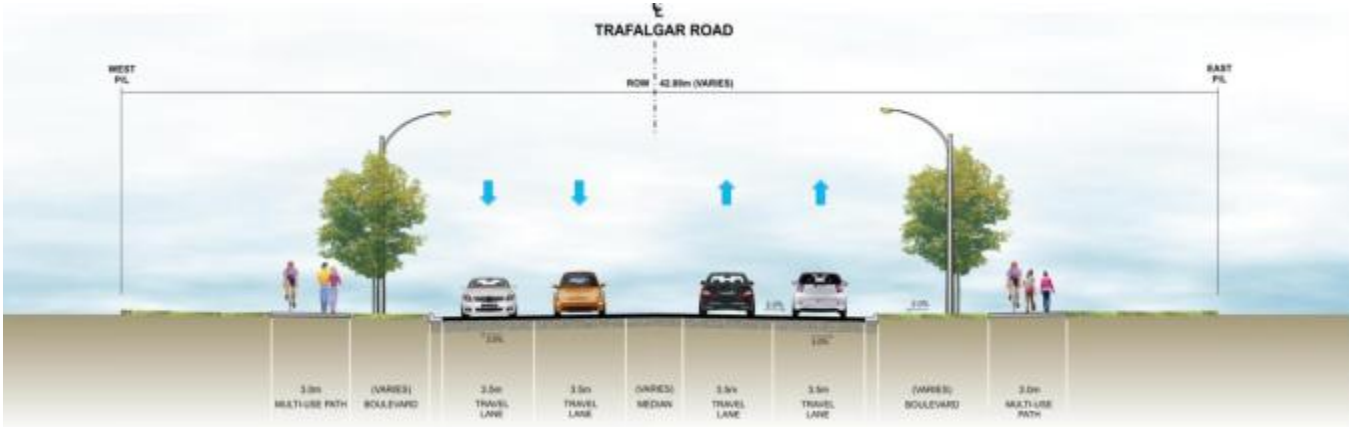 TRAFALGAR ROAD
WEST
P/L
ROW 42.00m (VARIES)
EAST
P/L
2.0%
2.0%
2.0%
2.0%
3.0m
MULTI-USE PATH
(VARIES)
BOULEVARD
3.5m
TRAVEL
LANE
3.5m
TRAVEL
LANE
(VARIES)
MEDIAN
3.5m
TRAVEL
LANE
3.5m
TRAVEL
LANE
(VARIES)
BOULEVARD
3.0m
MULTI-USE
PATH